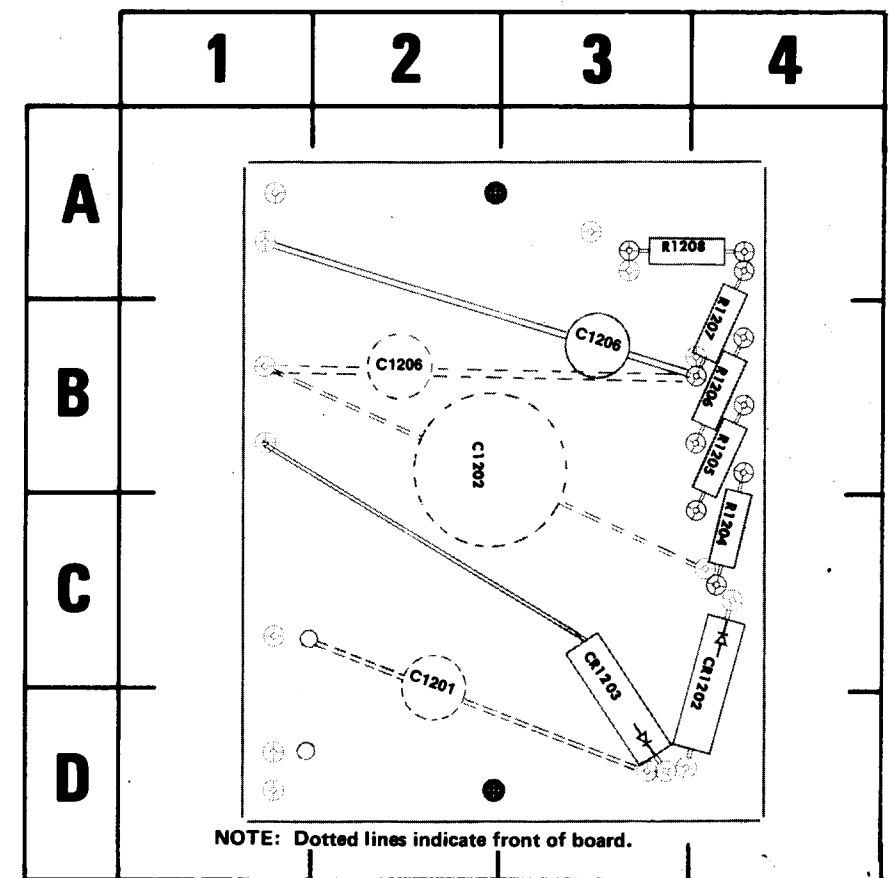 1 2 3 4
A
R1208
R1207
C1206
B
C1206
R1206
C1202
R1205
R1204
C
CR1203
CR1202
C1201
D
NOTE: Dotted lines indicate front of board.